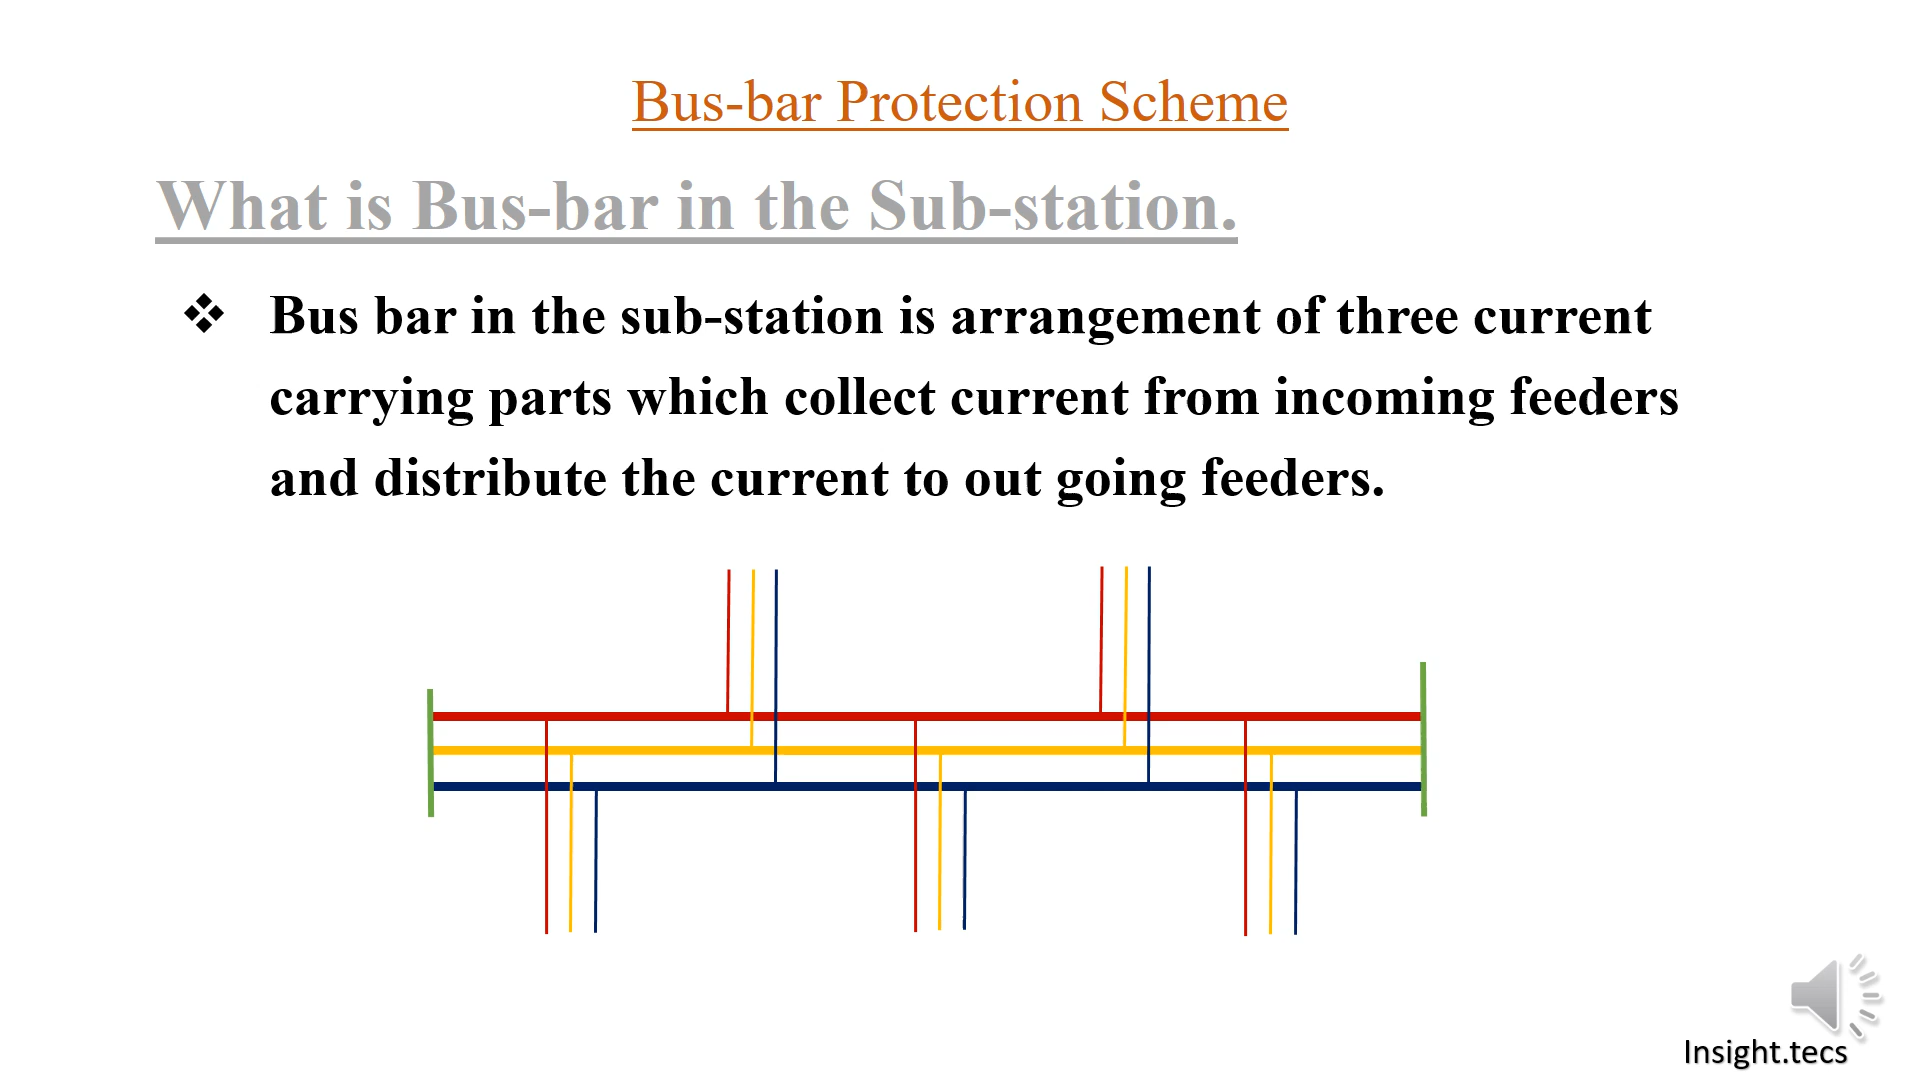 Bus-bar Protection Scheme
What is Bus-bar in the Sub-station.
❖ Bus bar in the sub-station is arrangement of three current
carrying parts which collect current from incoming feeders
and distribute the current to out going feeders.
Insight.tecs